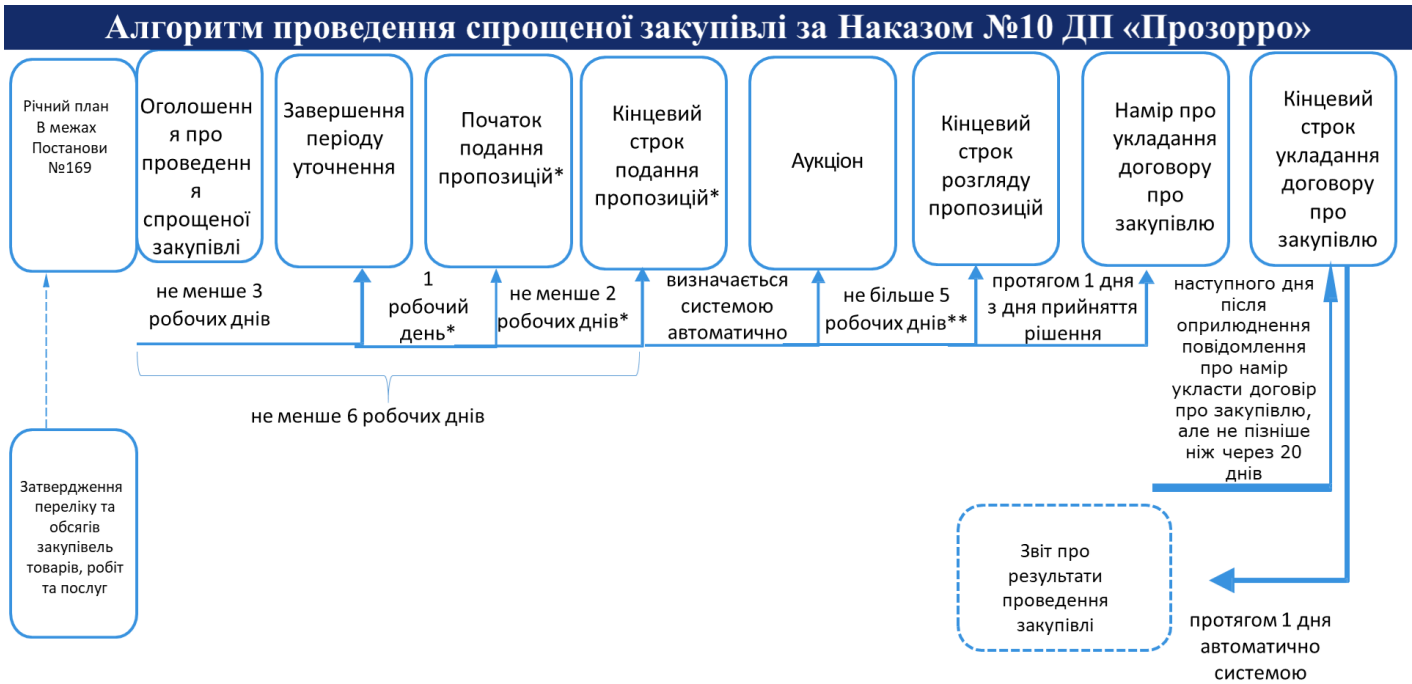 Алгоритм проведення спрощеної закупівлі за Наказом №10 ДП «Прозорро»
Річний план
В межах
Постанови
№169
Оголошенн
я про
проведенн
я
спрощеної
закупівлі
Завершення
періоду
уточнення
Початок
подання
пропозицій*
Кінцевий
строк
подання
пропозицій*
Аукціон
Кінцевий
строк
розгляду
пропозицій
Намір про
укладання
договору
про
закупівлю
Кінцевий
строк
укладання
договору
про
закупівлю
не менше 3
робочих днів
1
робочий
день*
не менше 2
робочих днів*
визначається
системою
автоматично
не більше 5
робочих днів**
протягом 1 дня
з дня прийняття
рішення
наступного дня
після
оприлюднення
повідомлення
про намір
укласти договір
про закупівлю,
але не пізніше
ніж через 20
днів
не менше 6 робочих днів
Затвердження
переліку та
обсягів
закупівель
товарів, робіт
та послуг
Звіт про
результати
проведення
закупівлі
протягом 1 дня
автоматично
системою